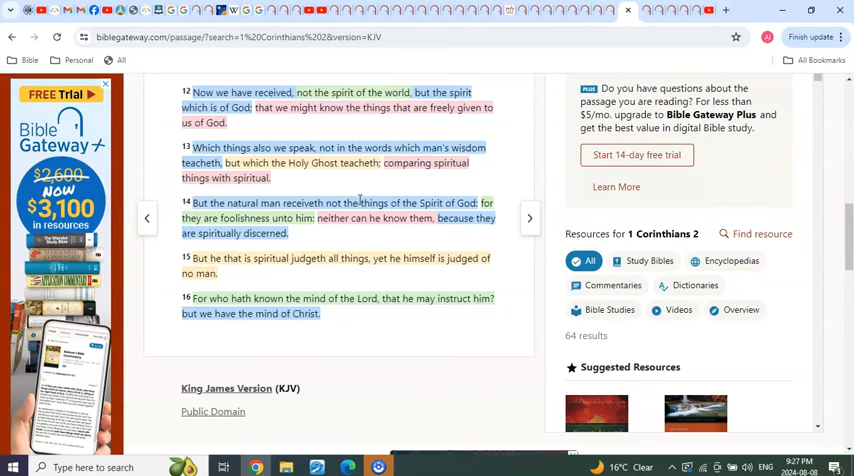 biblegateway.com/passage/?search=1%20Corinthians%202&version=KJV
AI
Finish update
Bible
Personal
All
All Bookmarks
FREE Trial
Bible
Gateway+
$2,600
NOW
$3,100
in resources
12 Now we have received, not the spirit of the world, but the spirit
which is of God; that we might know the things that are freely given to
us of God.
13 Which things also we speak, not in the words which man's wisdom
teacheth, but which the Holy Ghost teacheth; comparing spiritual
things with spiritual.
14 But the natural man receiveth not the things of the Spirit of God: for
they are foolishness unto him: neither can he know them, because they
are spiritually discerned.
15 But he that is spiritual judgeth all things, yet he himself is judged of
no man.
16 For who hath known the mind of the Lord, that he may instruct him?
but we have the mind of Christ.
King James Version (KJV)
Public Domain
PLUS Do you have questions about the
passage you are reading? For less than
$5/mo. upgrade to Bible Gateway Plus and
get the best value in digital Bible study.
Start 14-day free trial
Learn More
Resources for 1 Corinthians 2
Find resource
All
Study Bibles
Encyclopedias
Commentaries
Dictionaries
Bible Studies
Videos
Overview
64 results
Suggested Resources
Type here to search
16°C Clear
ENG
9:27 PM
2024-08-08
3